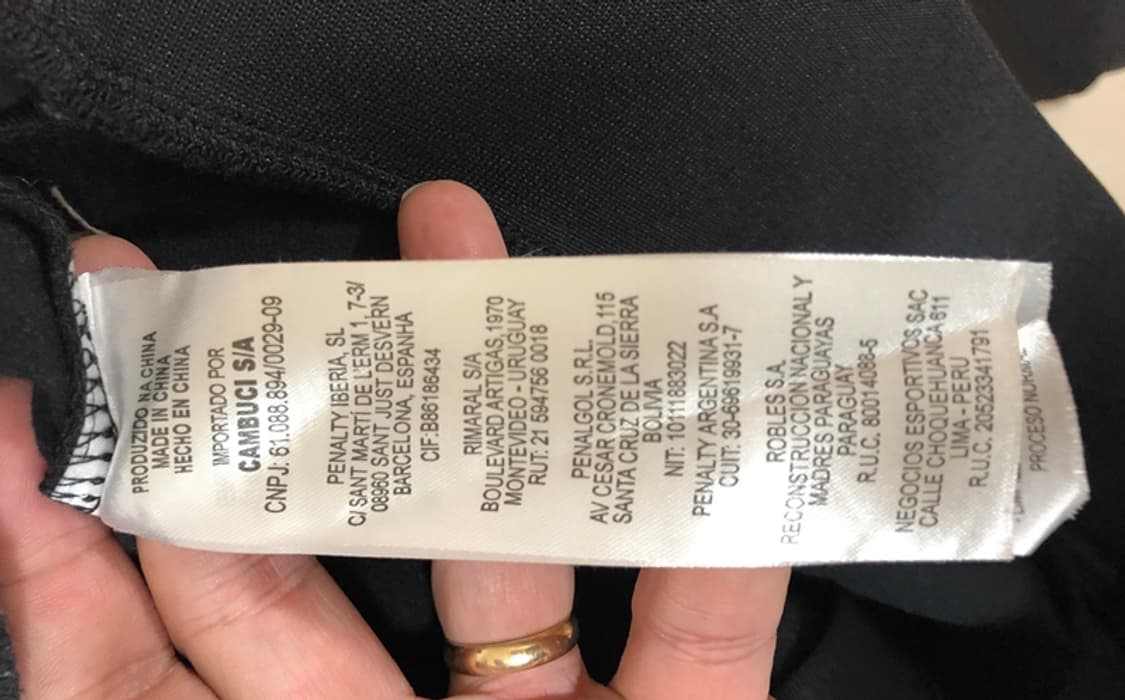 PRODUZIDO NA CHINA
MADE IN CHINA
HECHO EN CHINA
IMPORTADO POR
CAMBUCI S/A
CNPJ: 61.088.894/0029-09
PENALTY IBERIA, SL
C/ SANT MARTÍ DE L'ERM 1, 7-3/
08960 SANT JUST DESVERN
BARCELONA, ESPANHA
CIF:B86186434
RIMARAL S/A
BOULEVARD ARTIGAS, 1970
MONTEVIDEO - URUGUAY
RUT: 21 594756 0018
PENALGOL S.R.L.
AV CESAR CRONEMOLD, 115
SANTA CRUZ DE LA SIERRA
BOLIVIA
NIT: 1011883022
PENALTY ARGENTINA S.A
CUIT: 30-69619931-7
ROBLES S.A.
RECONSTRUCCION NACIONAL Y
MADRES PARAGUAYAS
PARAGUAY
R.U.C. 80014086-5
NEGOCIOS ESPORTIVOS SAC
CALLE CHOQUEHUANCA 611
LIMA - PERU
R.U.C. 20523341791
PROCESO